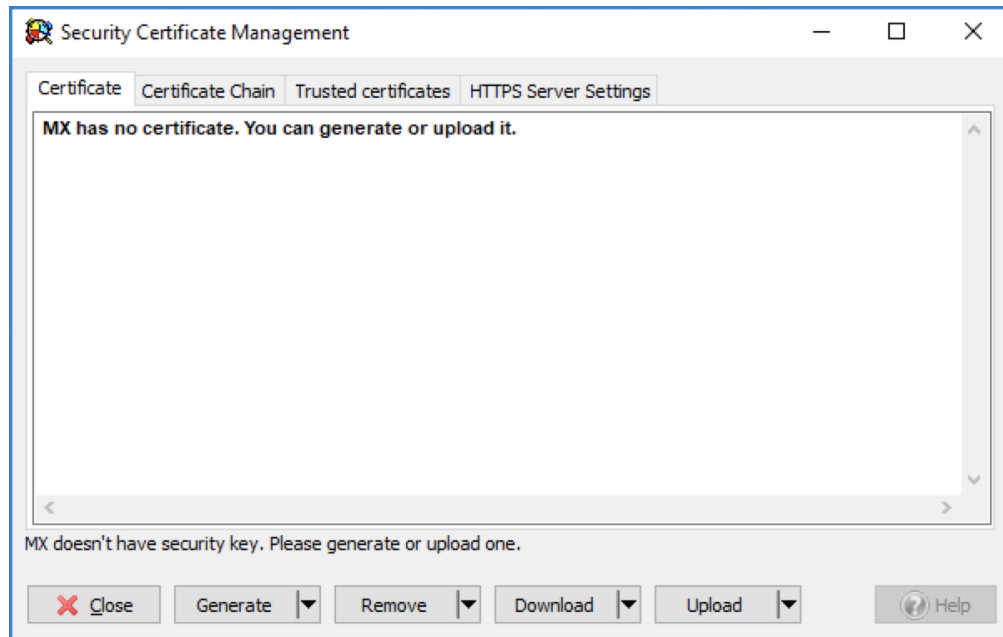 Security Certificate Management
Certificate Certificate Chain Trusted certificates HTTPS Server Settings
MX has no certificate. You can generate or upload it.
MX doesn't have security key. Please generate or upload one.
Close Generate Remove Download Upload Help